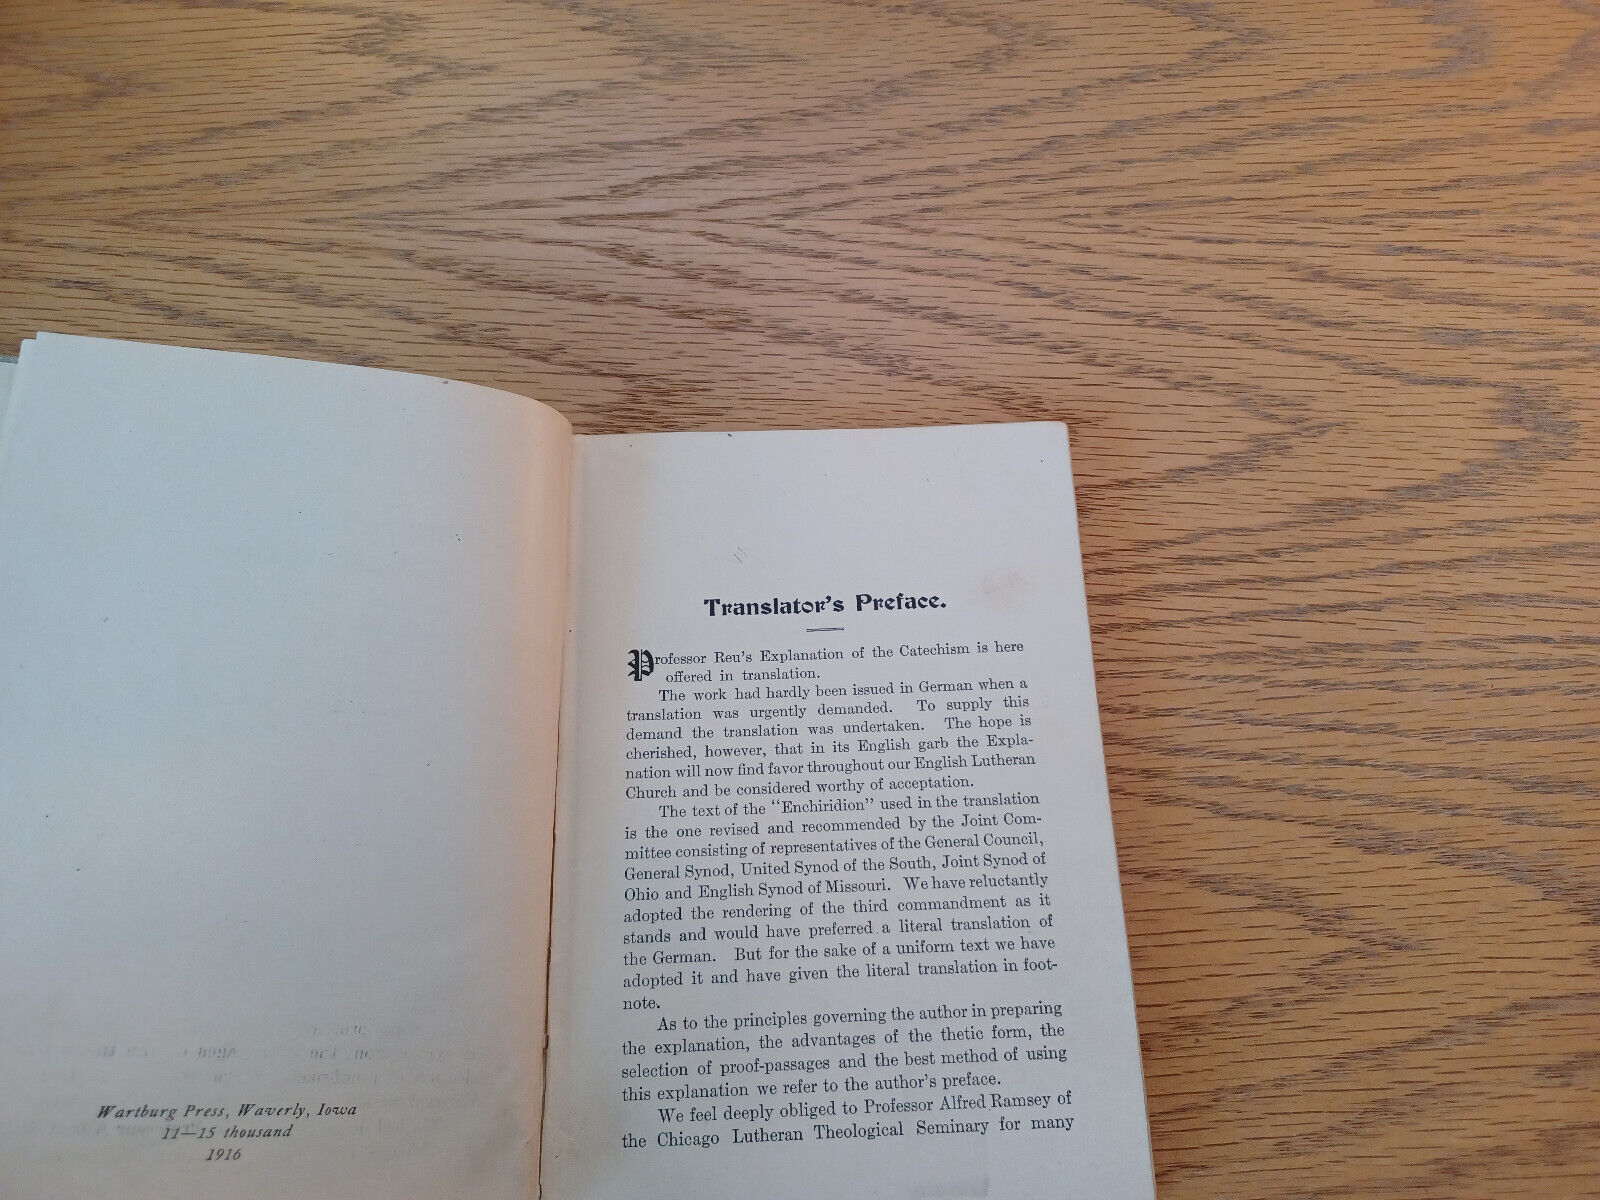 Wartburg Press, Waverly, Iowa
11—15 thousand
1916
Translator's Preface.
Professor Reu's Explanation of the Catechism is here
offered in translation.
The work had hardly been issued in German when a
translation was urgently demanded. To supply this
demand the translation was undertaken. The hope is
cherished, however, that in its English garb the Expla-
nation will now find favor throughout our English Lutheran
Church and be considered worthy of acceptation.
The text of the "Enchiridion" used in the translation
is the one revised and recommended by the Joint Com-
mittee consisting of representatives of the General Council,
General Synod, United Synod of the South, Joint Synod of
Ohio and English Synod of Missouri. We have reluctantly
adopted the rendering of the third commandment as it
stands and would have preferred a literal translation of
the German. But for the sake of a uniform text we have
adopted it and have given the literal translation in foot-
note.
As to the principles governing the author in preparing
the explanation, the advantages of the thetic form, the
selection of proof-passages and the best method of using
this explanation we refer to the author's preface.
We feel deeply obliged to Professor Alfred Ramsey of
the Chicago Lutheran Theological Seminary for many